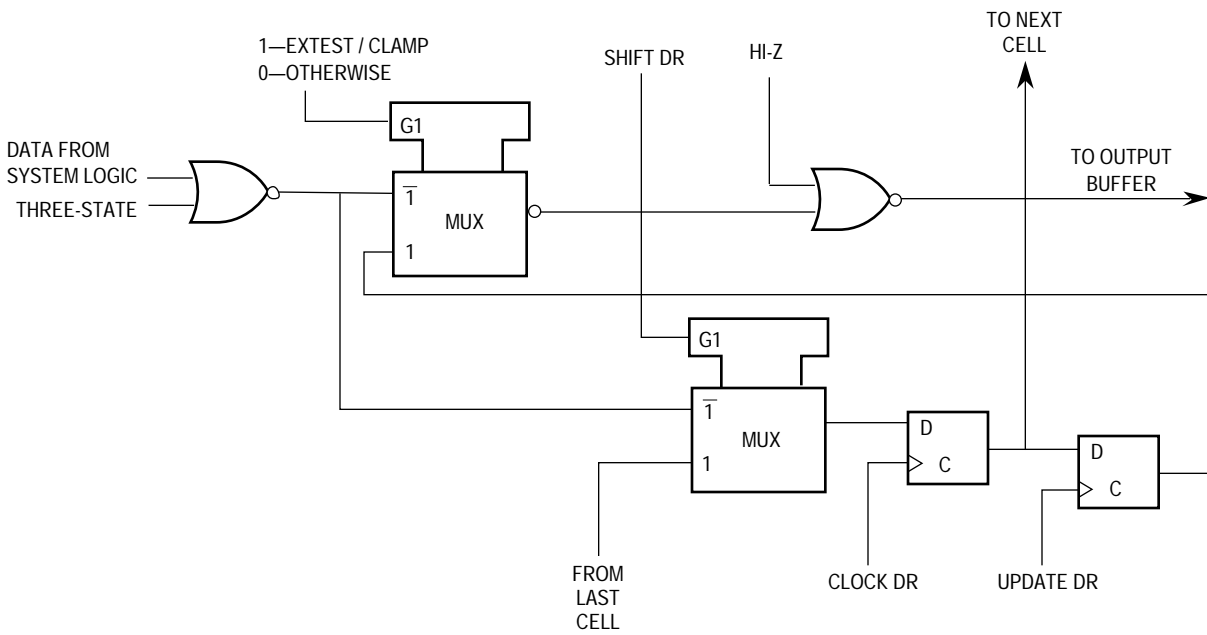 TO NEXT
CELL
1—EXTEST / CLAMP
0—OTHERWISE
SHIFT DR
HI-Z
G1
DATA FROM
SYSTEM LOGIC
THREE-STATE
1
MUX
1
TO OUTPUT
BUFFER
G1
1
MUX
1
D
C
D
C
FROM
LAST
CELL
CLOCK DR
UPDATE DR